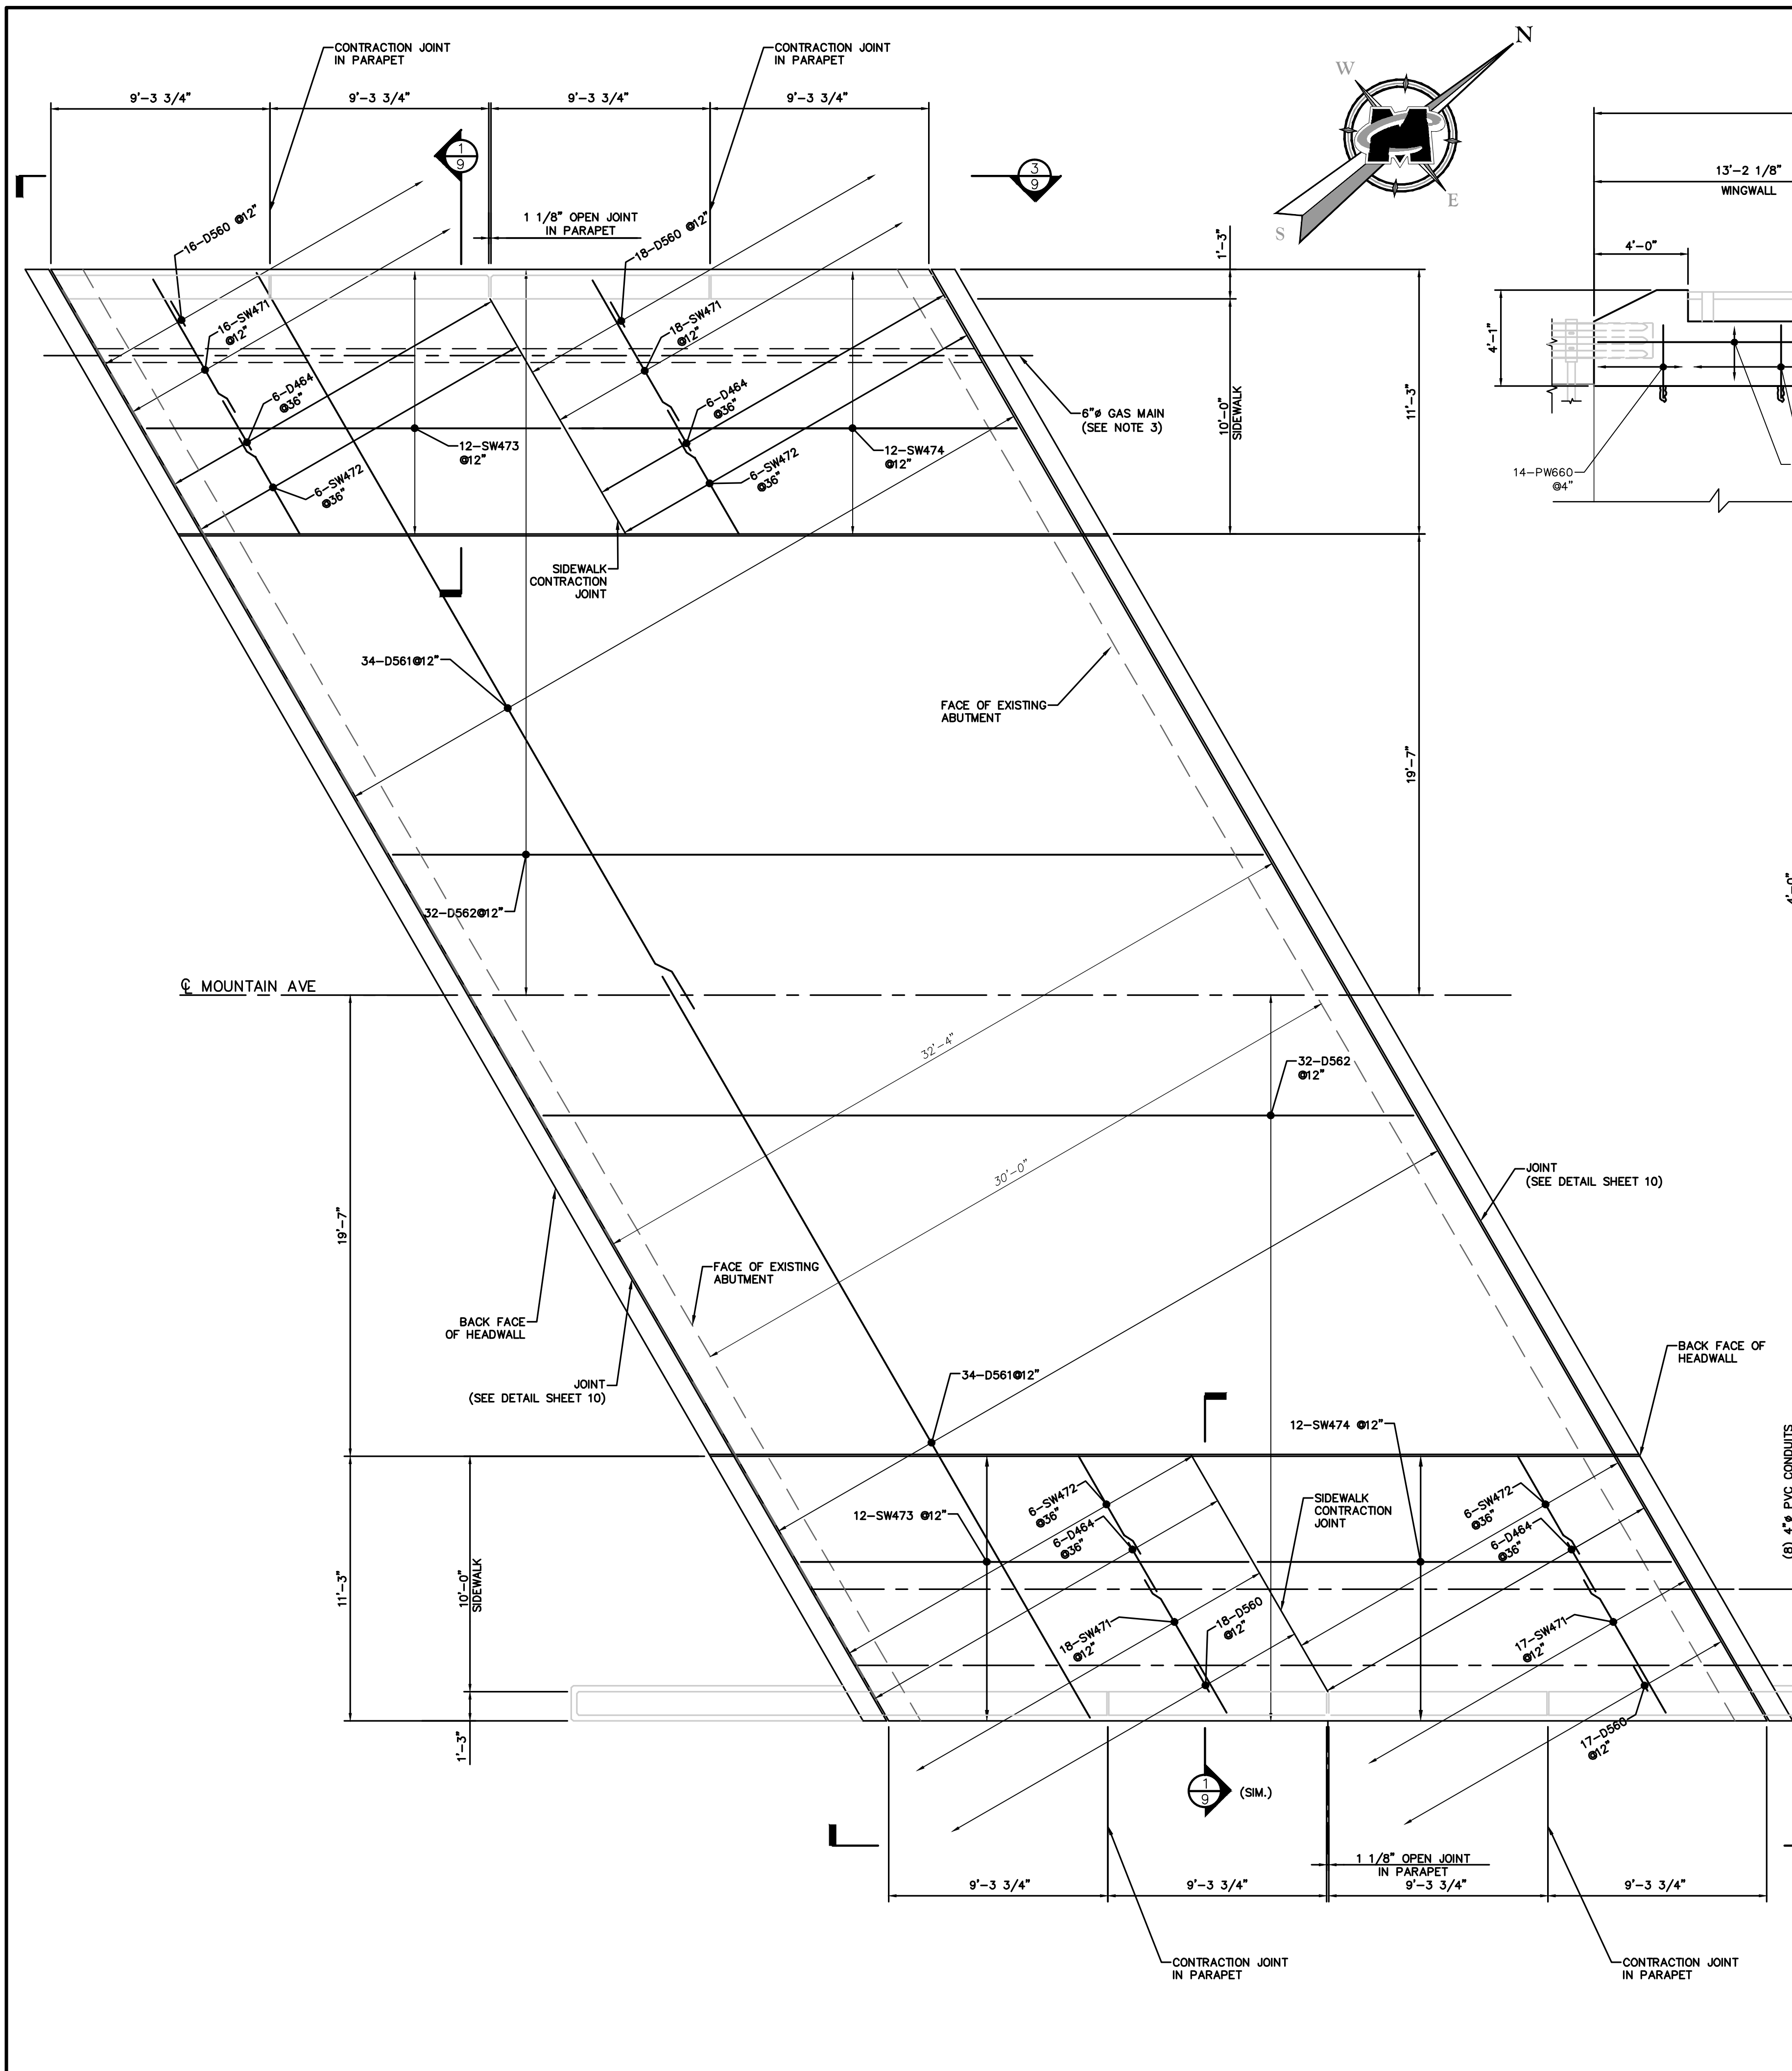 CONTRACTION JOINT
IN PARAPET
CONTRACTION JOINT
IN PARAPET
N
W
E
S
9'-3 3/4"
9'-3 3/4"
9'-3 3/4"
9'-3 3/4"
1
9
3
9
13'-2 1/8"
WINGWALL
4'-0"
4'-1"
14-PW660
@4"
16-D560 @12"
1 1/8" OPEN JOINT
IN PARAPET
18-D560 @12"
1'-3"
16-SW471
@12"
18-SW471
@12"
6-D464
@36"
6-D464
@36"
6"ø GAS MAIN
(SEE NOTE 3)
10'-0"
SIDEWALK
11'-3"
12-SW473
@12"
12-SW474
@12"
6-SW472
@36"
6-SW472
@36"
SIDEWALK
CONTRACTION
JOINT
34-D561@12"
FACE OF EXISTING
ABUTMENT
19'-7"
32-D562@12"
4'-0"
℄ MOUNTAIN AVE
32'-4"
32-D562
@12"
30'-0"
JOINT
(SEE DETAIL SHEET 10)
19'-7"
FACE OF EXISTING
ABUTMENT
BACK FACE
OF HEADWALL
BACK FACE OF
HEADWALL
JOINT
(SEE DETAIL SHEET 10)
34-D561@12"
12-SW474 @12"
(8) 4"ø PVC CONDUITS
12-SW473 @12"
6-SW472
@36"
SIDEWALK
CONTRACTION
JOINT
6-SW472
@36"
6-D464
@36"
6-D464
@36"
11'-3"
10'-0"
SIDEWALK
18-SW471
@12"
18-D560
@12"
17-SW471
@12"
1'-3"
17-D560
@12"
1
9
(SIM.)
1 1/8" OPEN JOINT
IN PARAPET
9'-3 3/4"
9'-3 3/4"
9'-3 3/4"
9'-3 3/4"
CONTRACTION JOINT
IN PARAPET
CONTRACTION JOINT
IN PARAPET